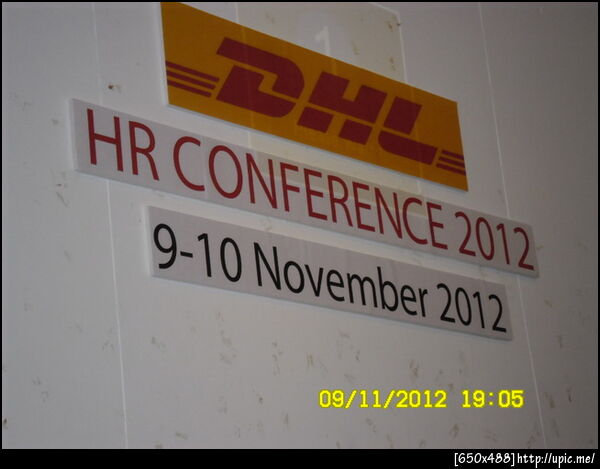 DHL
HR CONFERENCE 2012
9-10 November 2012
09/11/2012 19:05
[650x488]http://upic.me/